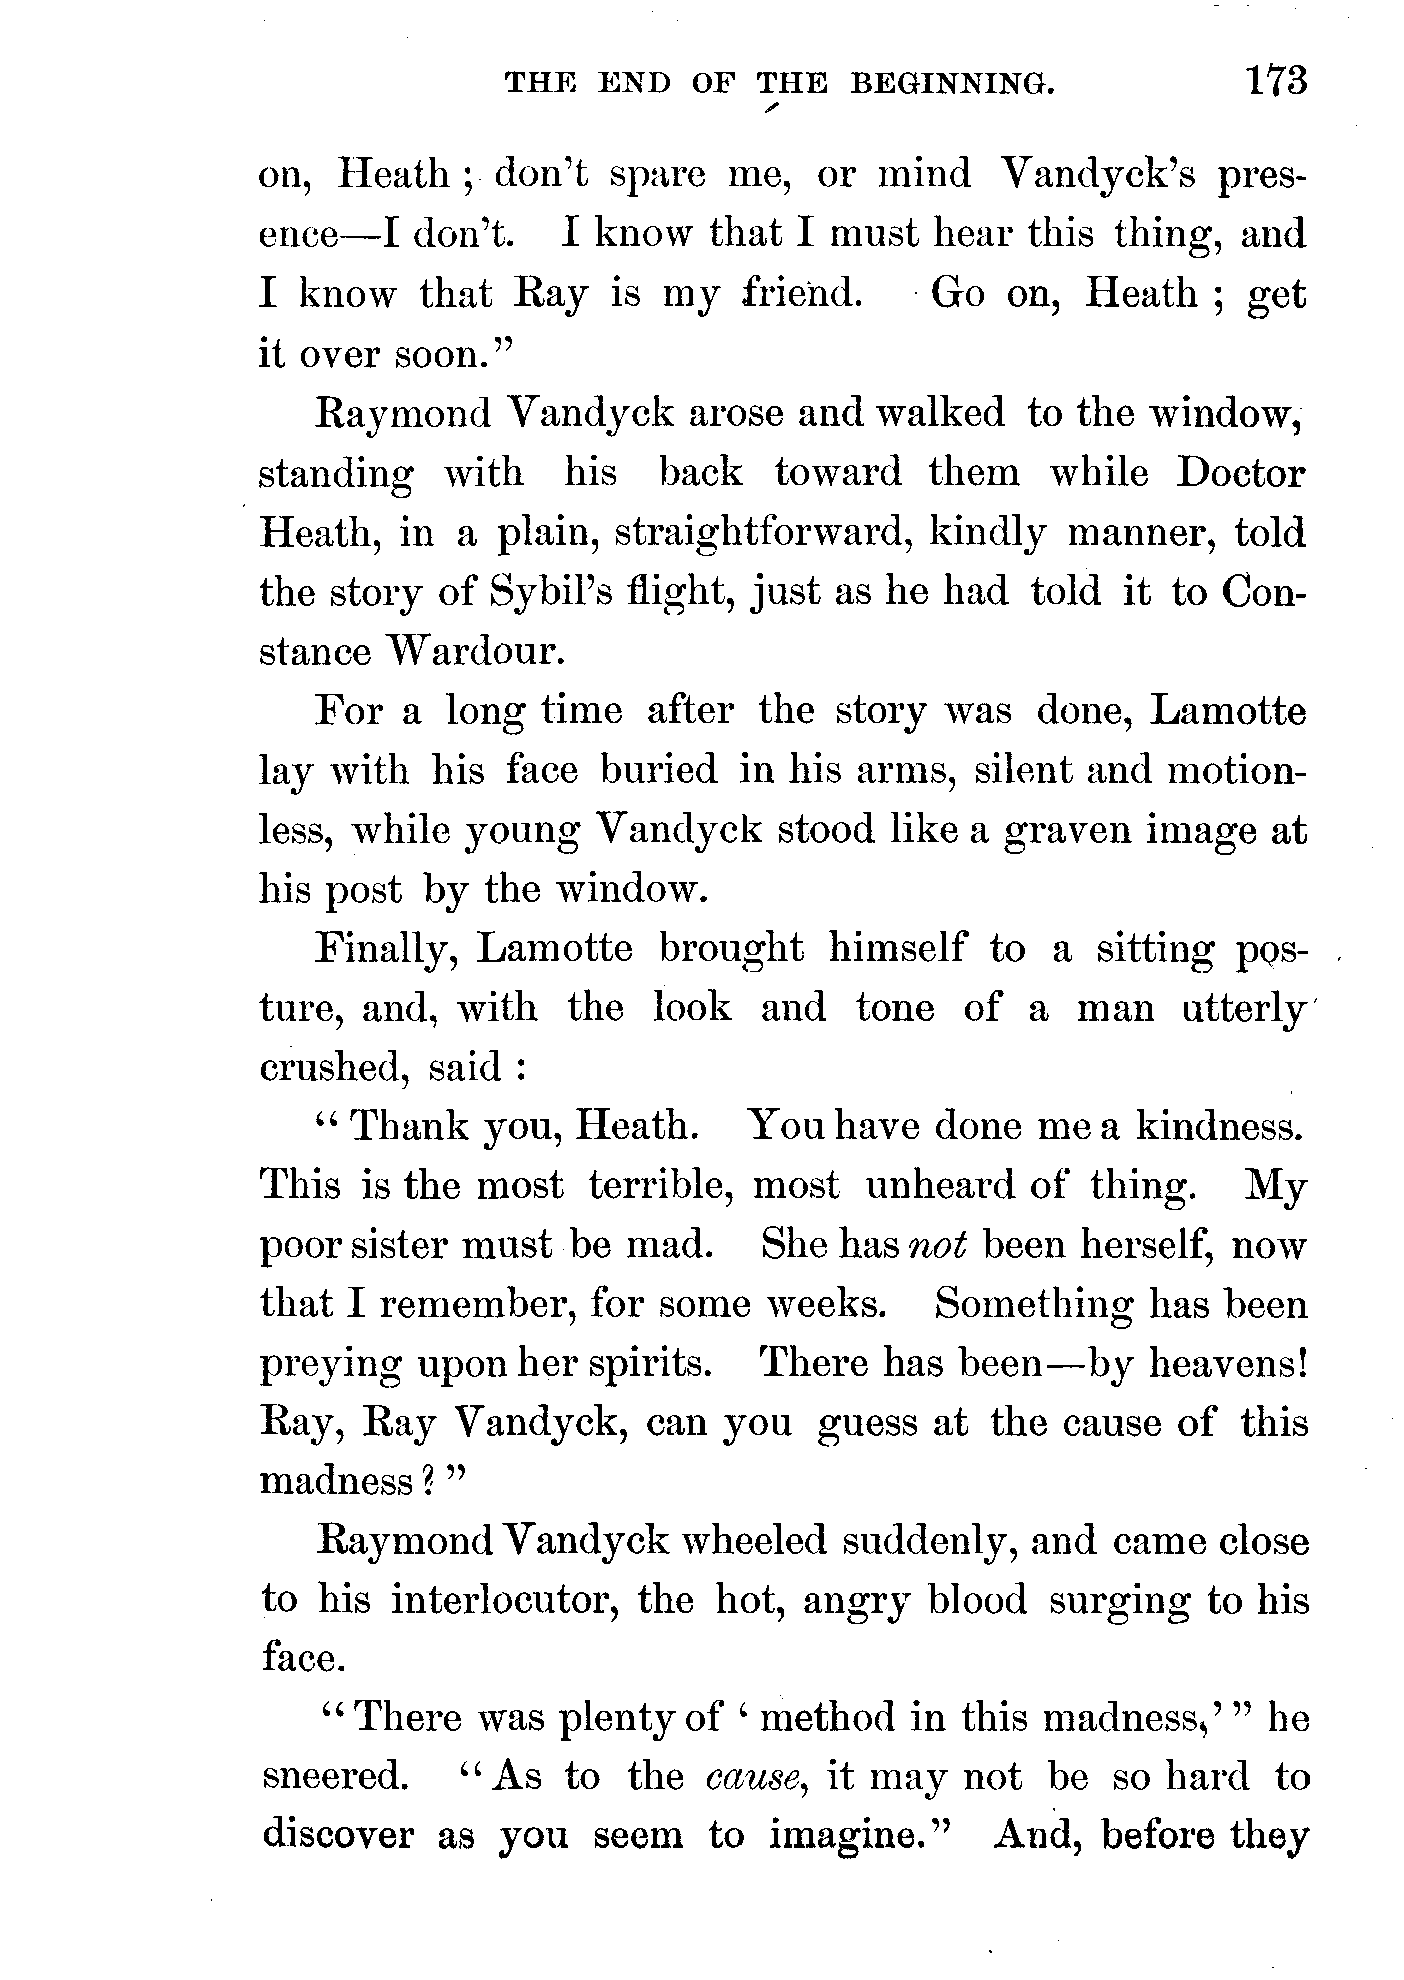 THE END OF THE BEGINNING. 173
on, Heath ; don't spare me, or mind Vandyck's pres-
ence—I don't. I know that I must hear this thing, and
I know that Ray is my friend. Go on, Heath ; get
it over soon."
Raymond Vandyck arose and walked to the window,
standing with his back toward them while Doctor
Heath, in a plain, straightforward, kindly manner, told
the story of Sybil's flight, just as he had told it to Con-
stance Wardour.
For a long time after the story was done, Lamotte
lay with his face buried in his arms, silent and motion-
less, while young Vandyck stood like a graven image at
his post by the window.
Finally, Lamotte brought himself to a sitting pos-
ture, and, with the look and tone of a man utterly
crushed, said :
" Thank you, Heath. You have done me a kindness.
This is the most terrible, most unheard of thing. My
poor sister must be mad. She has not been herself, now
that I remember, for some weeks. Something has been
preying upon her spirits. There has been—by heavens!
Ray, Ray Vandyck, can you guess at the cause of this
madness ? "
Raymond Vandyck wheeled suddenly, and came close
to his interlocutor, the hot, angry blood surging to his
face.
" There was plenty of ' method in this madness,' " he
sneered. " As to the cause, it may not be so hard to
discover as you seem to imagine." And, before they